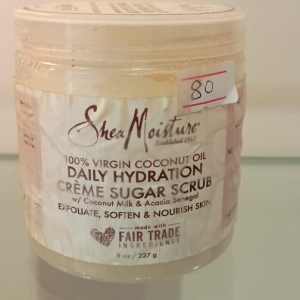 80
SheaMoisture
Established 1912
100% VIRGIN COCONUT OIL
DAILY HYDRATION
CRÈME SUGAR SCRUB
w/ Coconut Milk & Acacia Senegal
EXFOLIATE, SOFTEN & NOURISH SKIN
made with
FAIR TRADE
INGREDIENTS
8 oz / 227 g